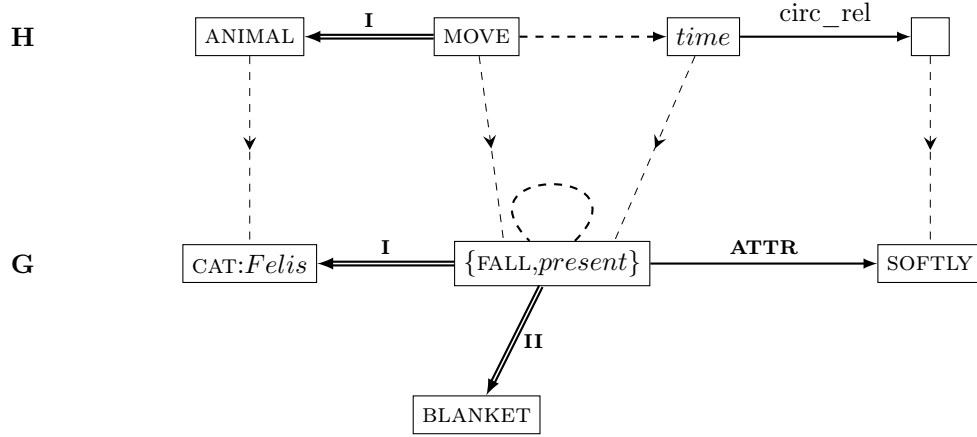 circ_rel
H I
ANIMAL MOVE time
G I ATTR
CAT:Felis {FALL,present} SOFTLY
II
BLANKET